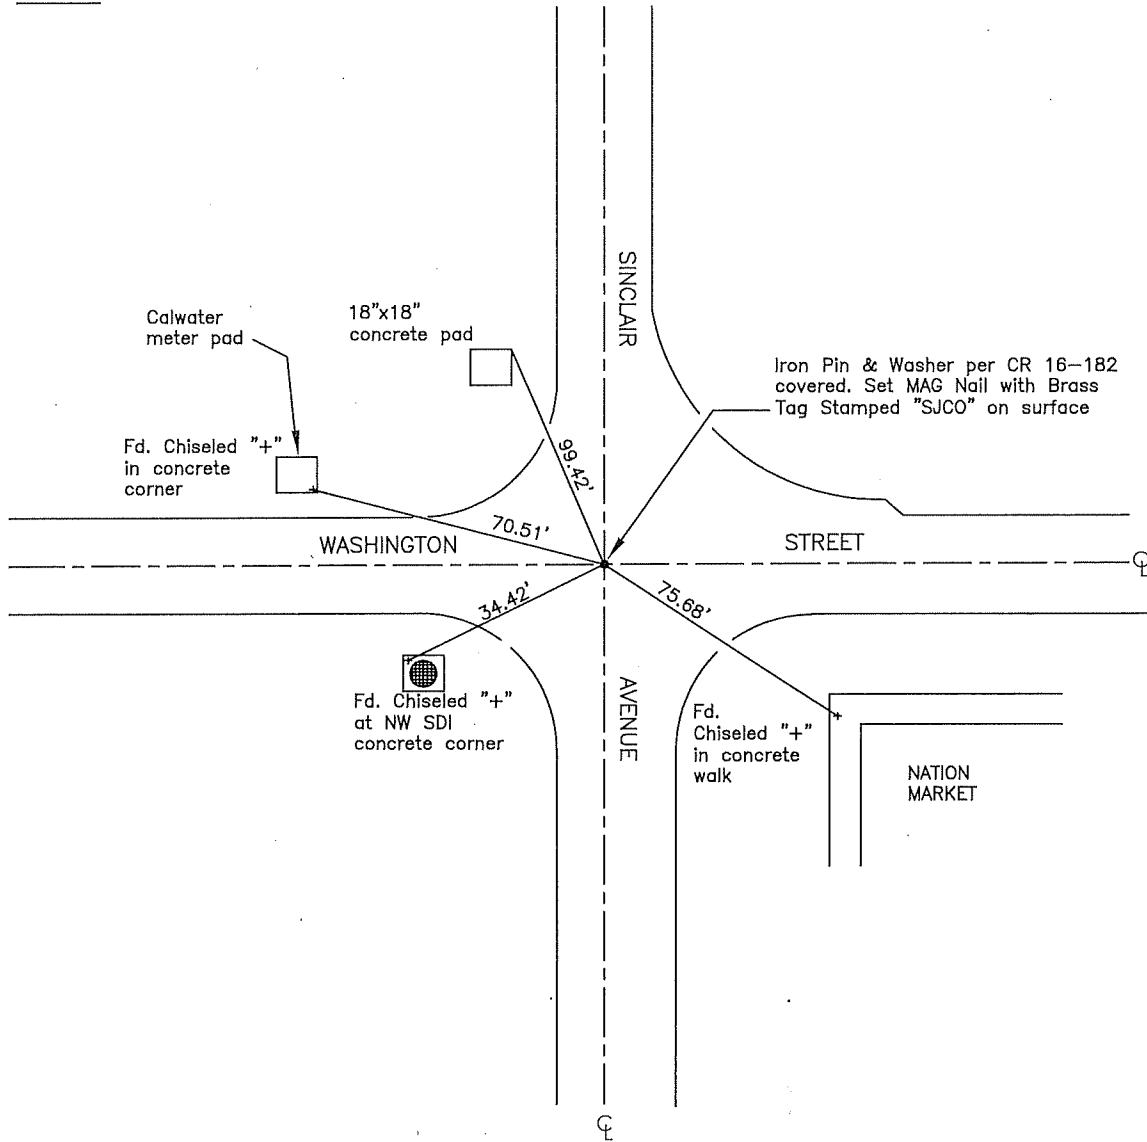 SINCLAIR
Calwater
meter pad
18"x18"
concrete pad
Iron Pin & Washer per CR 16-182
covered. Set MAG Nail with Brass
Tag Stamped "SJCO" on surface
Fd. Chiseled "+"
in concrete
corner
99.42'
70.51'
WASHINGTON
STREET
℄
34.42'
75.68'
Fd. Chiseled "+"
at NW SDI
concrete corner
AVENUE
Fd.
Chiseled "+"
in concrete
walk
NATION
MARKET
℄